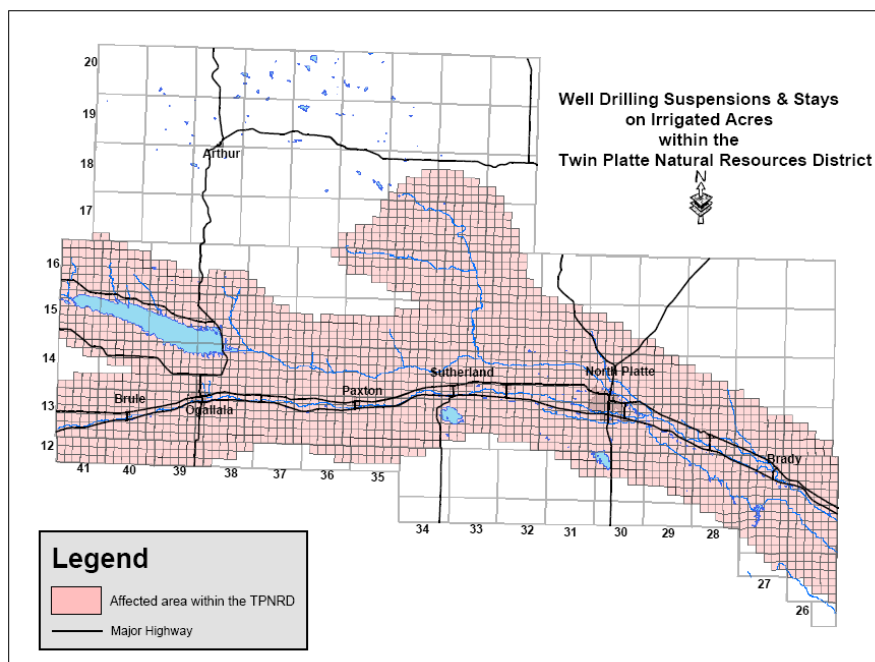 Well Drilling Suspensions & Stays
on Irrigated Acres
within the
Twin Platte Natural Resources District
N
20
19
18
17
16
15
14
13
12
Arthur
Sutherland
North Platte
Paxton
Brule
Ogallala
Brady
41
40
39
38
37
36
35
34
33
32
31
30
29
28
27
26
Legend
Affected area within the TPNRD
Major Highway